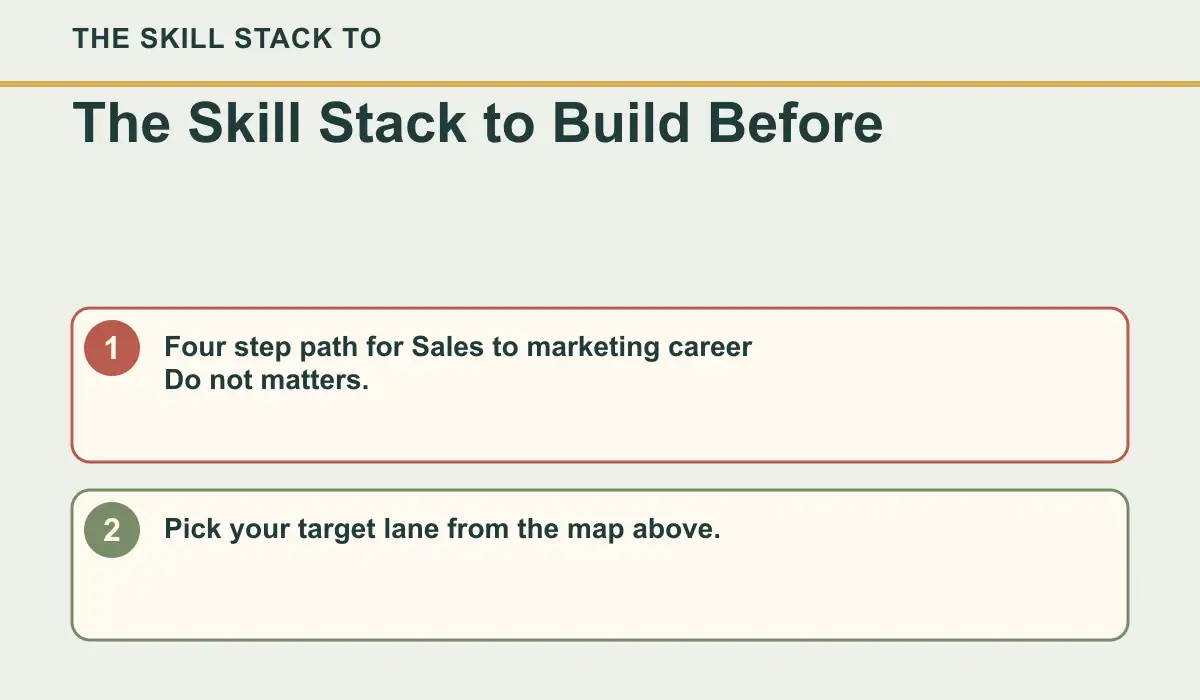 THE SKILL STACK TO
The Skill Stack to Build Before
1
Four step path for Sales to marketing career
Do not matters.
2
Pick your target lane from the map above.